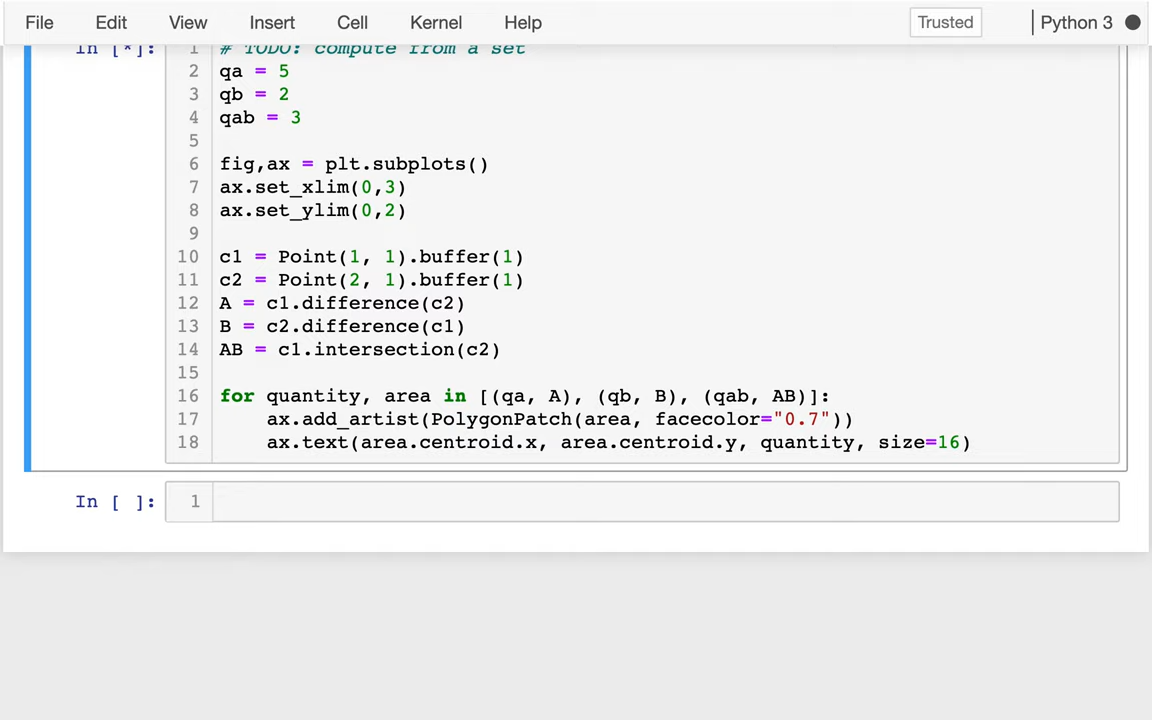 File Edit View Insert Cell Kernel Help Trusted Python 3
In [*]: 1 # TODO: compute from a set
2 qa = 5
3 qb = 2
4 qab = 3
5
6 fig,ax = plt.subplots()
7 ax.set_xlim(0,3)
8 ax.set_ylim(0,2)
9
10 c1 = Point(1, 1).buffer(1)
11 c2 = Point(2, 1).buffer(1)
12 A = c1.difference(c2)
13 B = c2.difference(c1)
14 AB = c1.intersection(c2)
15
16 for quantity, area in [(qa, A), (qb, B), (qab, AB)]:
17     ax.add_artist(PolygonPatch(area, facecolor="0.7"))
18     ax.text(area.centroid.x, area.centroid.y, quantity, size=16)
In [ ]: 1